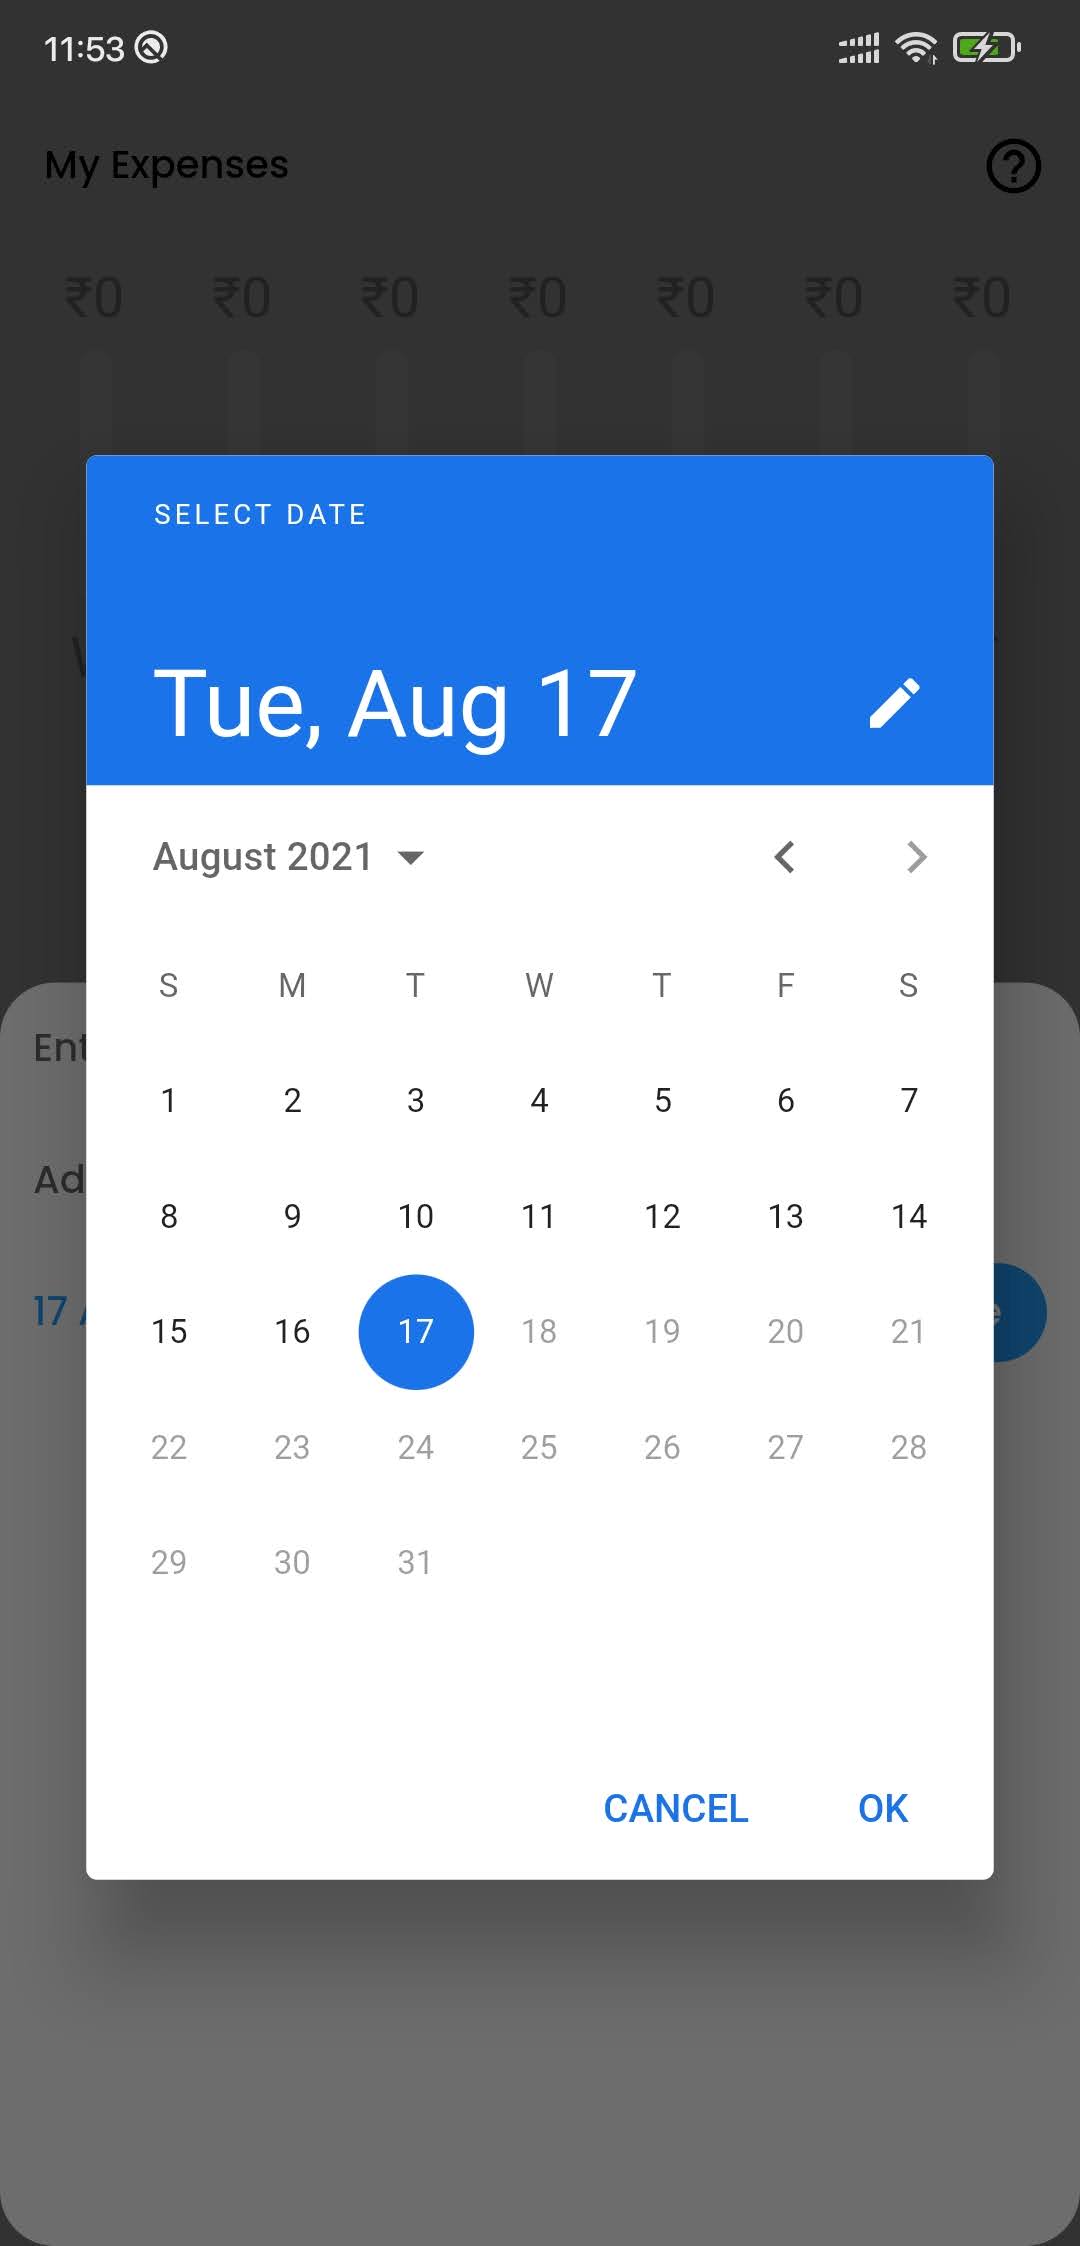 11:53
My Expenses
₹0 ₹0 ₹0 ₹0 ₹0 ₹0 ₹0
SELECT DATE
Tue, Aug 17
August 2021
S M T W T F S
1 2 3 4 5 6 7
8 9 10 11 12 13 14
15 16 17 18 19 20 21
22 23 24 25 26 27 28
29 30 31
Ent
Ad
17 A
e
CANCEL OK